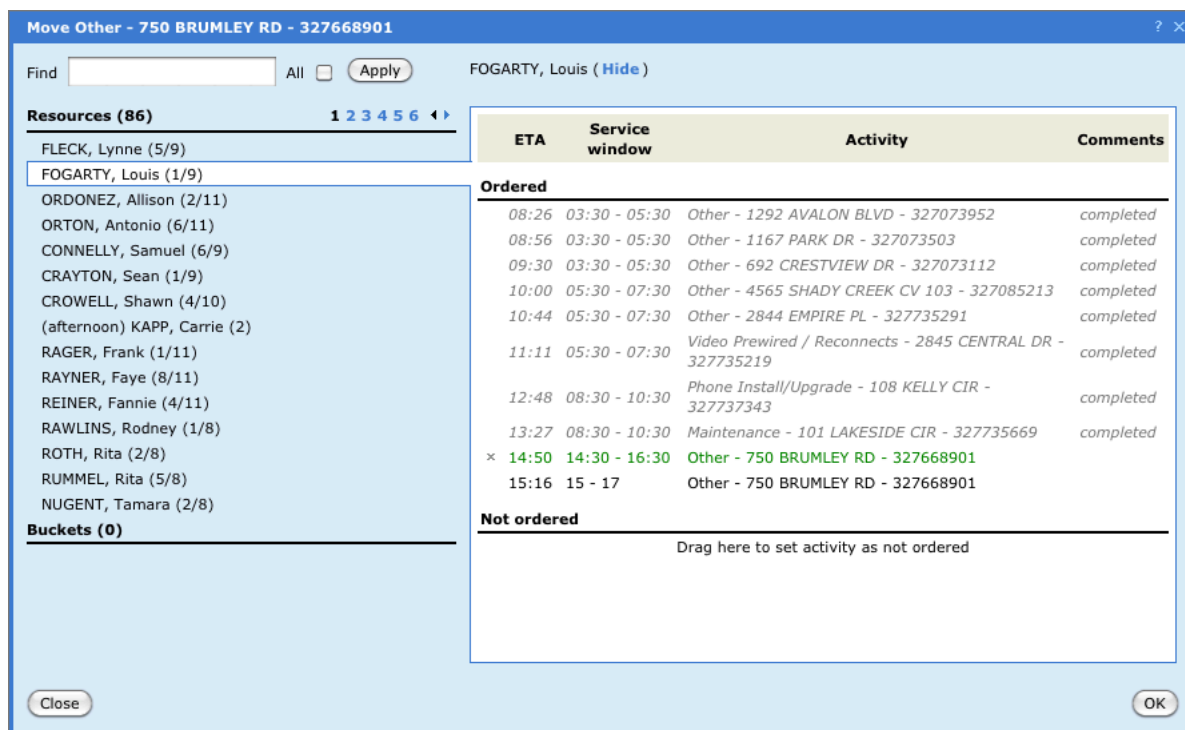 Move Other - 750 BRUMLEY RD - 327668901 ? ×
Find All Apply
FOGARTY, Louis ( Hide )
Resources (86) 1 2 3 4 5 6
FLECK, Lynne (5/9)
FOGARTY, Louis (1/9)
ORDONEZ, Allison (2/11)
ORTON, Antonio (6/11)
CONNELLY, Samuel (6/9)
CRAYTON, Sean (1/9)
CROWELL, Shawn (4/10)
(afternoon) KAPP, Carrie (2)
RAGER, Frank (1/11)
RAYNER, Faye (8/11)
REINER, Fannie (4/11)
RAWLINS, Rodney (1/8)
ROTH, Rita (2/8)
RUMMEL, Rita (5/8)
NUGENT, Tamara (2/8)
Buckets (0)
ETA Service window Activity Comments
Ordered
08:26 03:30 - 05:30 Other - 1292 AVALON BLVD - 327073952 completed
08:56 03:30 - 05:30 Other - 1167 PARK DR - 327073503 completed
09:30 03:30 - 05:30 Other - 692 CRESTVIEW DR - 327073112 completed
10:00 05:30 - 07:30 Other - 4565 SHADY CREEK CV 103 - 327085213 completed
10:44 05:30 - 07:30 Other - 2844 EMPIRE PL - 327735291 completed
11:11 05:30 - 07:30 Video Prewired / Reconnects - 2845 CENTRAL DR - completed
327735219
12:48 08:30 - 10:30 Phone Install/Upgrade - 108 KELLY CIR - completed
327737343
13:27 08:30 - 10:30 Maintenance - 101 LAKESIDE CIR - 327735669 completed
× 14:50 14:30 - 16:30 Other - 750 BRUMLEY RD - 327668901
15:16 15 - 17 Other - 750 BRUMLEY RD - 327668901
Not ordered
Drag here to set activity as not ordered
Close
OK